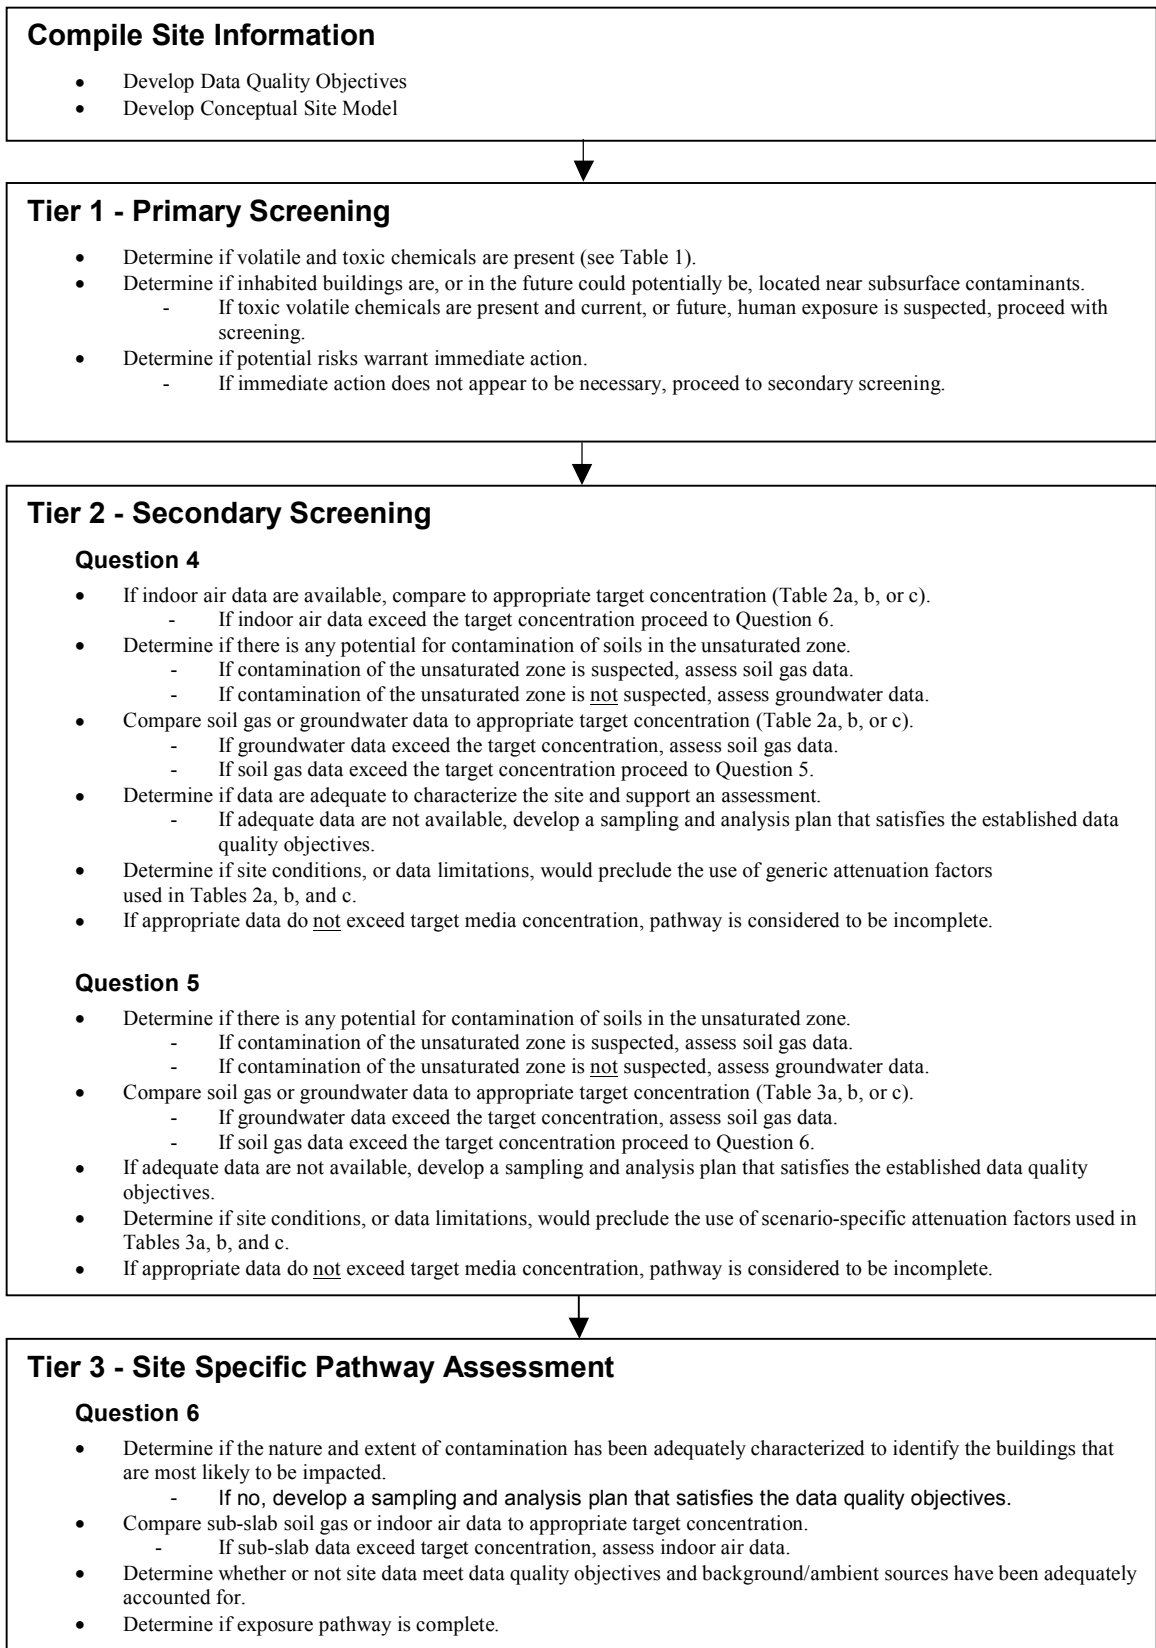 Compile Site Information
• Develop Data Quality Objectives
• Develop Conceptual Site Model
Tier 1 - Primary Screening
• Determine if volatile and toxic chemicals are present (see Table 1).
• Determine if inhabited buildings are, or in the future could potentially be, located near subsurface contaminants.
- If toxic volatile chemicals are present and current, or future, human exposure is suspected, proceed with
screening.
• Determine if potential risks warrant immediate action.
- If immediate action does not appear to be necessary, proceed to secondary screening.
Tier 2 - Secondary Screening
Question 4
• If indoor air data are available, compare to appropriate target concentration (Table 2a, b, or c).
- If indoor air data exceed the target concentration proceed to Question 6.
• Determine if there is any potential for contamination of soils in the unsaturated zone.
- If contamination of the unsaturated zone is suspected, assess soil gas data.
- If contamination of the unsaturated zone is not suspected, assess groundwater data.
• Compare soil gas or groundwater data to appropriate target concentration (Table 2a, b, or c).
- If groundwater data exceed the target concentration, assess soil gas data.
- If soil gas data exceed the target concentration proceed to Question 5.
• Determine if data are adequate to characterize the site and support an assessment.
- If adequate data are not available, develop a sampling and analysis plan that satisfies the established data
quality objectives.
• Determine if site conditions, or data limitations, would preclude the use of generic attenuation factors
used in Tables 2a, b, and c.
• If appropriate data do not exceed target media concentration, pathway is considered to be incomplete.
Question 5
• Determine if there is any potential for contamination of soils in the unsaturated zone.
- If contamination of the unsaturated zone is suspected, assess soil gas data.
- If contamination of the unsaturated zone is not suspected, assess groundwater data.
• Compare soil gas or groundwater data to appropriate target concentration (Table 3a, b, or c).
- If groundwater data exceed the target concentration, assess soil gas data.
- If soil gas data exceed the target concentration proceed to Question 6.
• If adequate data are not available, develop a sampling and analysis plan that satisfies the established data quality
objectives.
• Determine if site conditions, or data limitations, would preclude the use of scenario-specific attenuation factors used in
Tables 3a, b, and c.
• If appropriate data do not exceed target media concentration, pathway is considered to be incomplete.
Tier 3 - Site Specific Pathway Assessment
Question 6
• Determine if the nature and extent of contamination has been adequately characterized to identify the buildings that
are most likely to be impacted.
- If no, develop a sampling and analysis plan that satisfies the data quality objectives.
• Compare sub-slab soil gas or indoor air data to appropriate target concentration.
- If sub-slab data exceed target concentration, assess indoor air data.
• Determine whether or not site data meet data quality objectives and background/ambient sources have been adequately
accounted for.
• Determine if exposure pathway is complete.